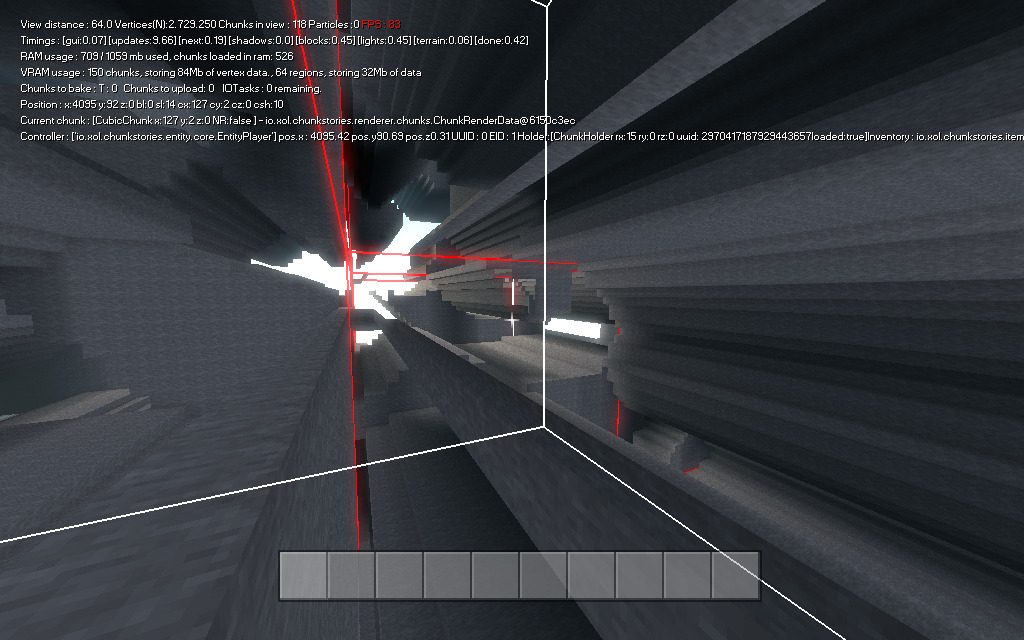 View distance : 64.0 Vertices(N):2.729.250 Chunks in view : 118 Particles :0 FPS : 83
Timings : [gui:0.07] [updates:9.66] [next:0.19] [shadows:0.0] [blocks:0.45] [lights:0.45] [terrain:0.06] [done:0.42]
RAM usage : 709 / 1059 mb used, chunks loaded in ram: 526
VRAM usage : 150 chunks, storing 84Mb of vertex data., 64 regions, storing 32Mb of data
Chunks to bake : T : 0 Chunks to upload: 0 IOTasks : 0 remaining.
Position : x:4095 y:92 z:0 bl:0 sl:14 cx:127 cy:2 cz:0 csh:10
Current chunk : [CubicChunk x:127 y:2 z:0 NR:false ] - io.xol.chunkstories.renderer.chunks.ChunkRenderData@6150c3ec
Controller : ['io.xol.chunkstories.entity.core.EntityPlayer'] pos.x : 4095.42 pos.y90.69 pos.z0.31 UUID : 0 EID : 1 Holder:[ChunkHolder rx:15 ry:0 rz:0 uuid: 2970417187929443657loaded:true]Inventory : io.xol.chunkstories.item